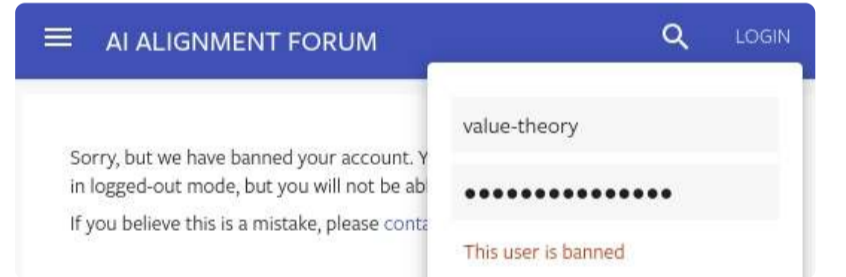 AI ALIGNMENT FORUM
LOGIN
Sorry, but we have banned your account.
in logged-out mode, but you will not be
If you believe this is a mistake, please
value-theory
●●●●●●●●●●●●●●●
This user is banned